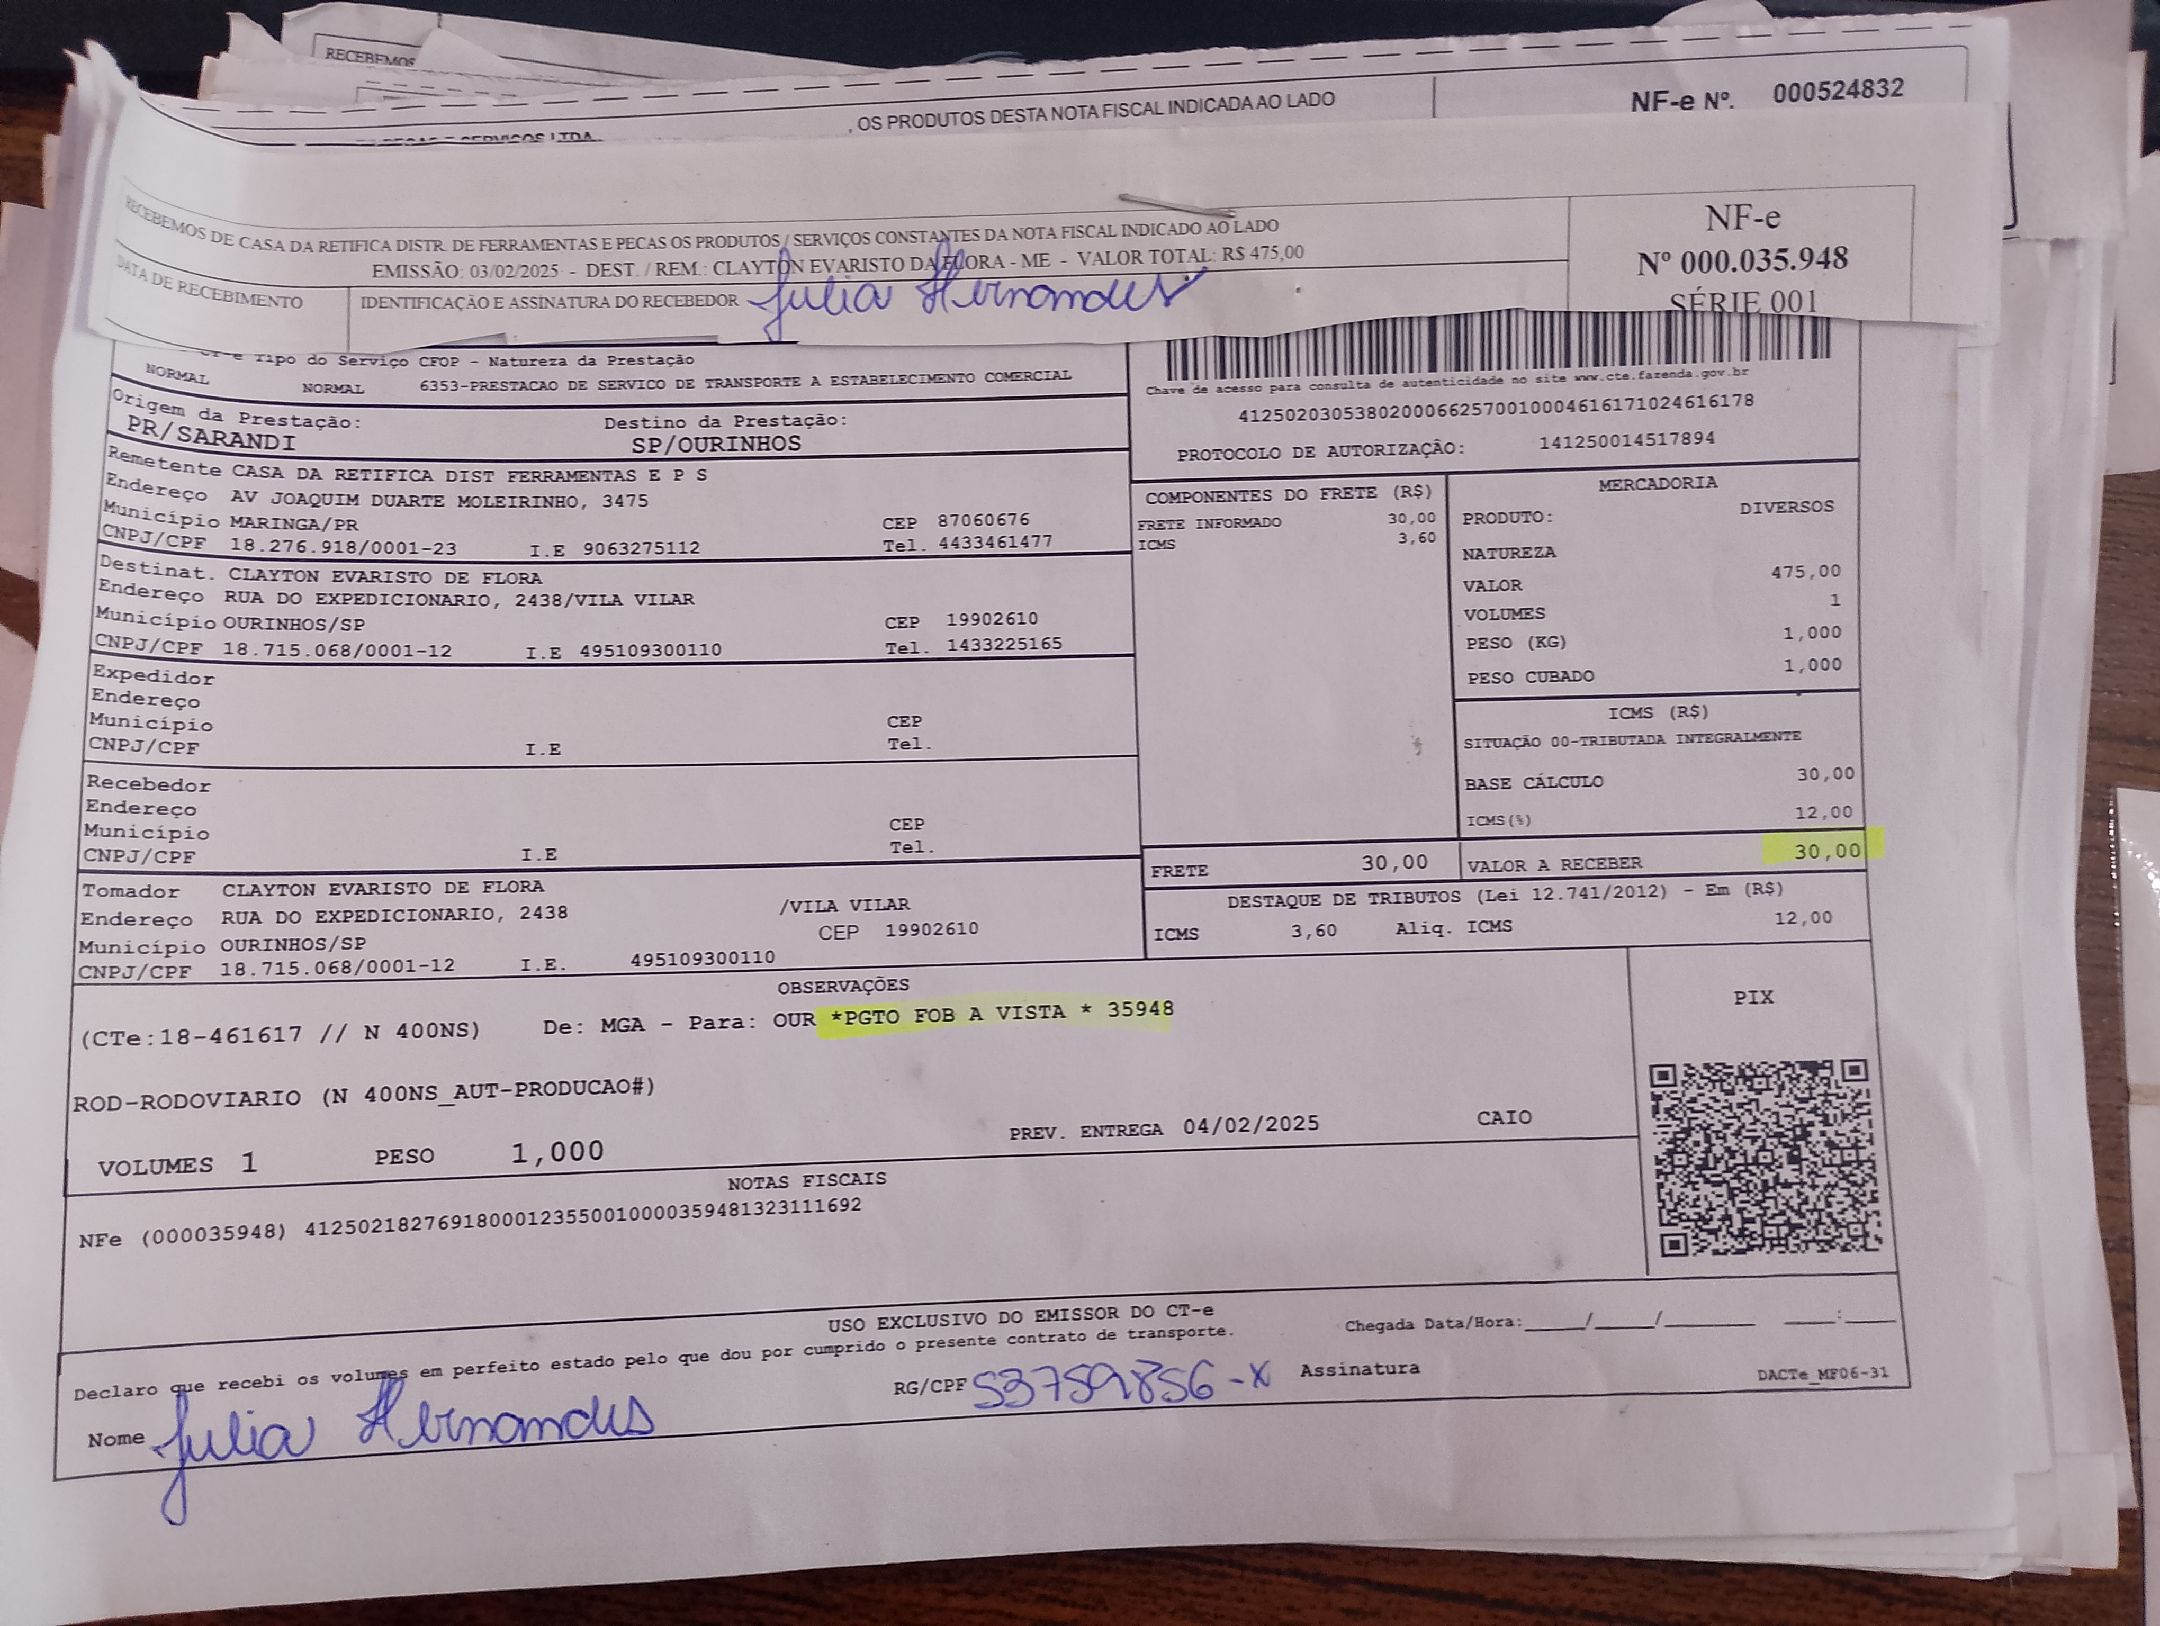 RECEBEMOS
, OS PRODUTOS DESTA NOTA FISCAL INDICADA AO LADO
NF-e Nº. 000524832
RECEBEMOS DE CASA DA RETIFICA DISTR. DE FERRAMENTAS E PECAS OS PRODUTOS / SERVIÇOS CONSTANTES DA NOTA FISCAL INDICADO AO LADO
EMISSÃO: 03/02/2025 - DEST. / REM.: CLAYTON EVARISTO DA FLORA - ME - VALOR TOTAL: R$ 475,00
NF-e
Nº 000.035.948
SÉRIE 001
DATA DE RECEBIMENTO
IDENTIFICAÇÃO E ASSINATURA DO RECEBEDOR Julia Hernandes
Tipo do Serviço CFOP - Natureza da Prestação
NORMAL NORMAL 6353-PRESTACAO DE SERVICO DE TRANSPORTE A ESTABELECIMENTO COMERCIAL
Origem da Prestação: Destino da Prestação:
PR/SARANDI SP/OURINHOS
Chave de acesso para consulta de autenticidade no site www.cte.fazenda.gov.br
41250203053802000662570010004616171024616178
PROTOCOLO DE AUTORIZAÇÃO: 141250014517894
Remetente CASA DA RETIFICA DIST FERRAMENTAS E P S
Endereço AV JOAQUIM DUARTE MOLEIRINHO, 3475
Município MARINGA/PR CEP 87060676
CNPJ/CPF 18.276.918/0001-23 I.E 9063275112 Tel. 4433461477
Destinat. CLAYTON EVARISTO DE FLORA
Endereço RUA DO EXPEDICIONARIO, 2438/VILA VILAR
Município OURINHOS/SP CEP 19902610
CNPJ/CPF 18.715.068/0001-12 I.E 495109300110 Tel. 1433225165
Expedidor
Endereço
Município CEP
CNPJ/CPF I.E Tel.
Recebedor
Endereço
Município CEP
CNPJ/CPF I.E Tel.
Tomador CLAYTON EVARISTO DE FLORA
Endereço RUA DO EXPEDICIONARIO, 2438 /VILA VILAR
Município OURINHOS/SP CEP 19902610
CNPJ/CPF 18.715.068/0001-12 I.E. 495109300110
COMPONENTES DO FRETE (R$)
FRETE INFORMADO 30,00
ICMS 3,60
MERCADORIA
PRODUTO: DIVERSOS
NATUREZA
VALOR 475,00
VOLUMES 1
PESO (KG) 1,000
PESO CUBADO 1,000
ICMS (R$)
SITUAÇÃO 00-TRIBUTADA INTEGRALMENTE
BASE CÁLCULO 30,00
ICMS(%) 12,00
FRETE 30,00 VALOR A RECEBER 30,00
DESTAQUE DE TRIBUTOS (Lei 12.741/2012) - Em (R$)
ICMS 3,60 Aliq. ICMS 12,00
OBSERVAÇÕES
(CTe:18-461617 // N 400NS) De: MGA - Para: OUR *PGTO FOB A VISTA * 35948
ROD-RODOVIARIO (N 400NS_AUT-PRODUCAO#)
VOLUMES 1 PESO 1,000 PREV. ENTREGA 04/02/2025 CAIO
PIX
NOTAS FISCAIS
NFe (000035948) 41250218276918000123550010000359481323111692
USO EXCLUSIVO DO EMISSOR DO CT-e
Declaro que recebi os volumes em perfeito estado pelo que dou por cumprido o presente contrato de transporte. Chegada Data/Hora:_____/_____/________ ____:____
Nome Julia Hernandes RG/CPF 53759856-X Assinatura
DACTe_MF06-31